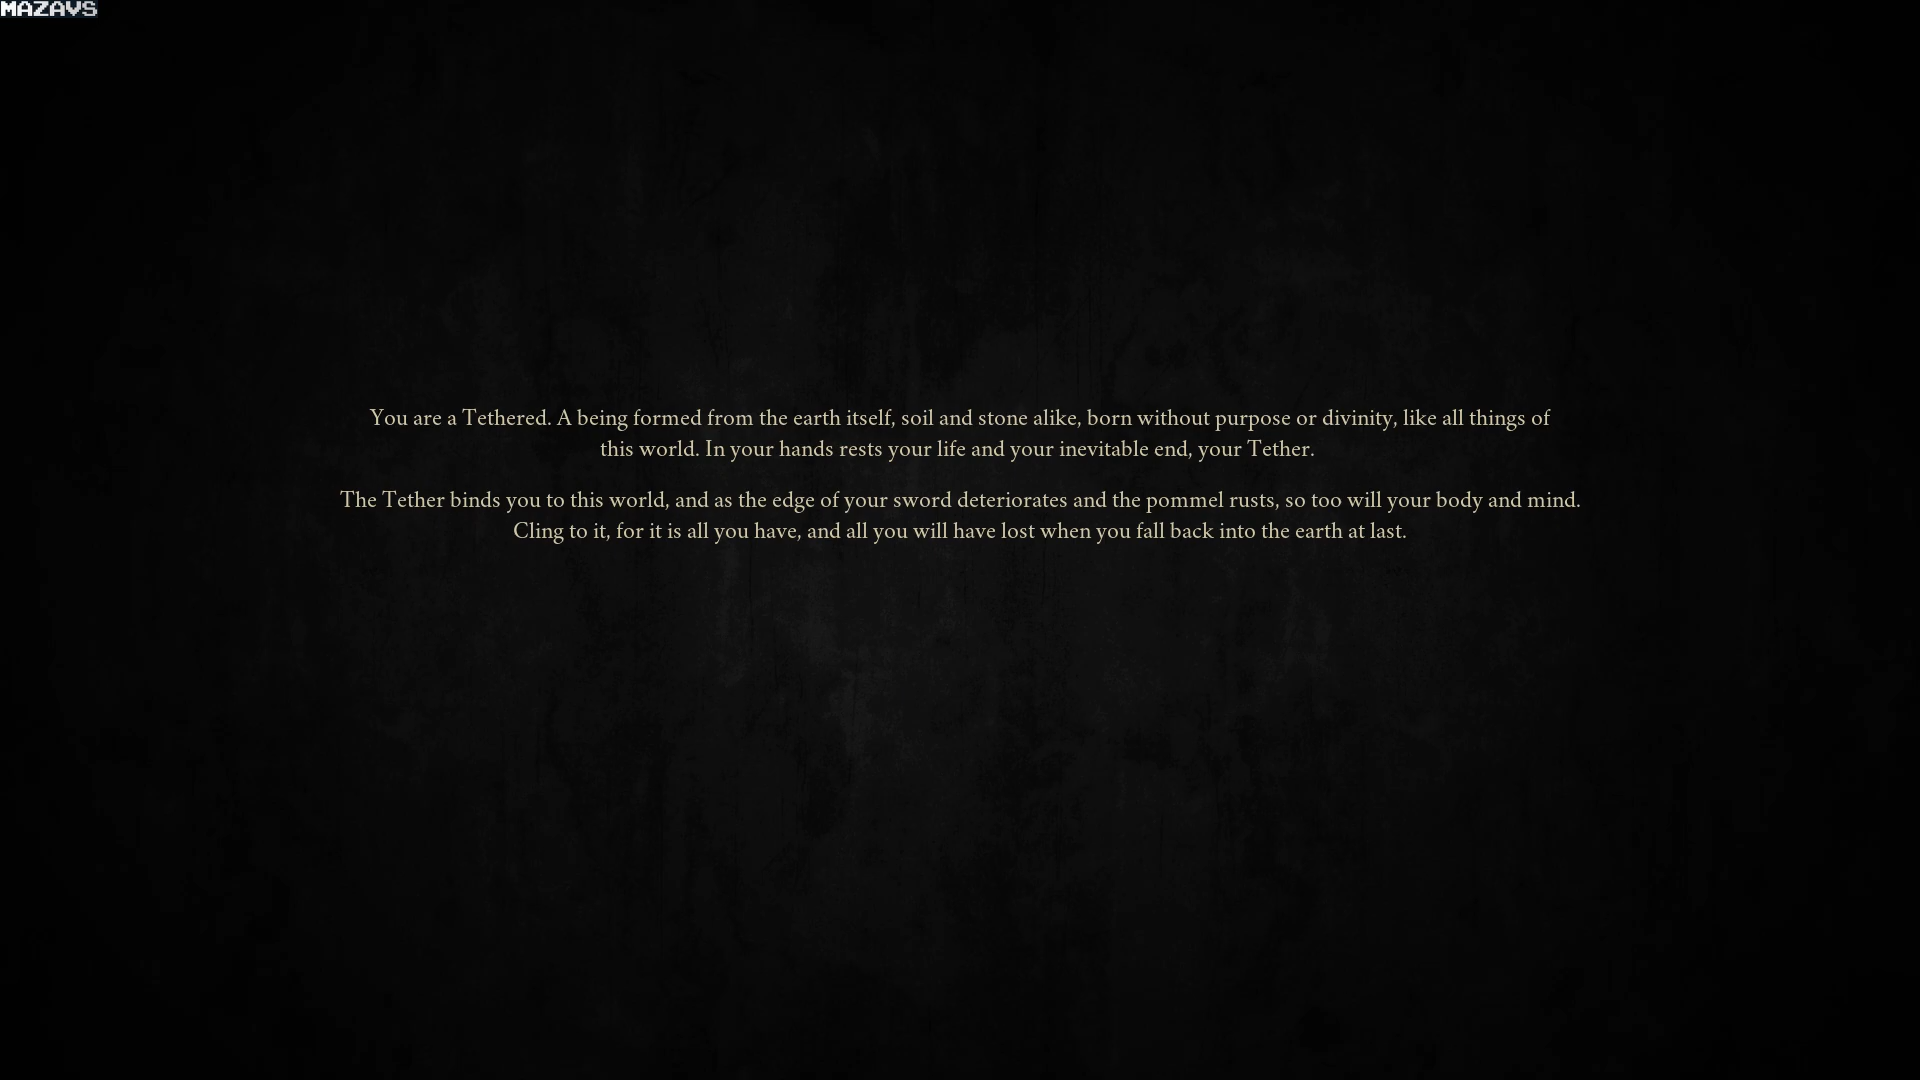 MAZAVS
You are a Tethered. A being formed from the earth itself, soil and stone alike, born without purpose or divinity, like all things of
this world. In your hands rests your life and your inevitable end, your Tether.
The Tether binds you to this world, and as the edge of your sword deteriorates and the pommel rusts, so too will your body and mind.
Cling to it, for it is all you have, and all you will have lost when you fall back into the earth at last.